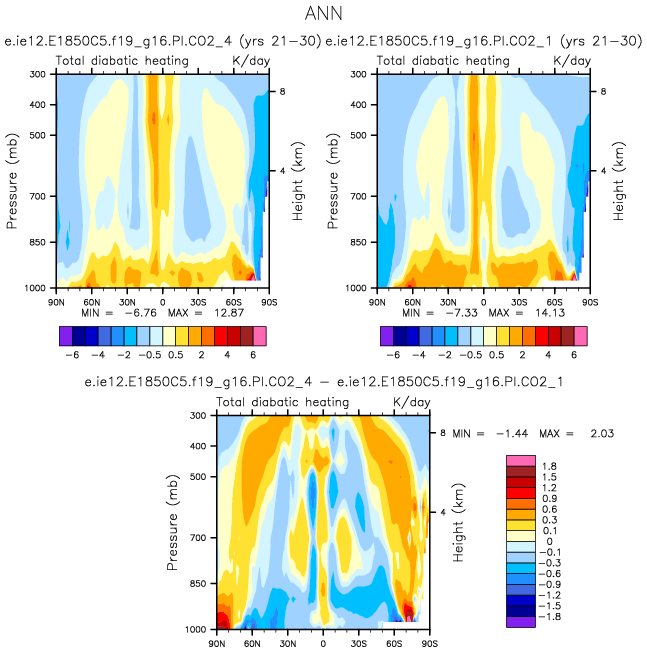 ANN
e.ie12.E1850C5.f19_g16.PI.CO2_4 (yrs 21−30) e.ie12.E1850C5.f19_g16.PI.CO2_1 (yrs 21−30)
Total diabatic heating K/day Total diabatic heating K/day
300 300
8 8
400 400
500 500
4 4
700 700
850 850
1000 1000
Pressure (mb) Height (km) Pressure (mb) Height (km)
90N 60N 30N 0 30S 60S 90S 90N 60N 30N 0 30S 60S 90S
MIN = −6.76 MAX = 12.87 MIN = −7.33 MAX = 14.13
−6 −4 −2 −0.5 0.5 2 4 6 −6 −4 −2 −0.5 0.5 2 4 6
e.ie12.E1850C5.f19_g16.PI.CO2_4 − e.ie12.E1850C5.f19_g16.PI.CO2_1
Total diabatic heating K/day
300
8 MIN = −1.44 MAX = 2.03
400
500
4
700
850
1000
Pressure (mb) Height (km)
90N 60N 30N 0 30S 60S 90S
1.8
1.5
1.2
0.9
0.6
0.3
0.1
0
−0.1
−0.3
−0.6
−0.9
−1.2
−1.5
−1.8